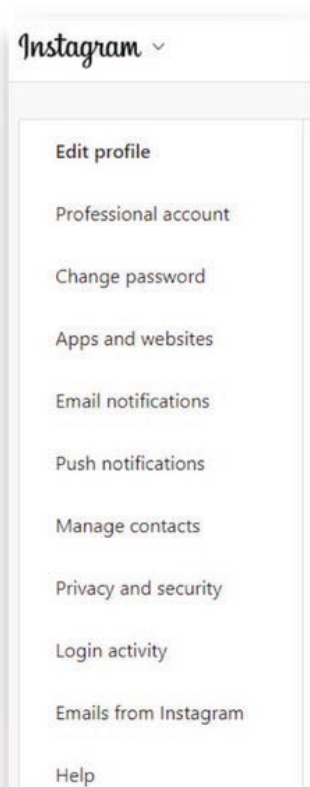 Instagram
Edit profile
Professional account
Change password
Apps and websites
Email notifications
Push notifications
Manage contacts
Privacy and security
Login activity
Emails from Instagram
Help